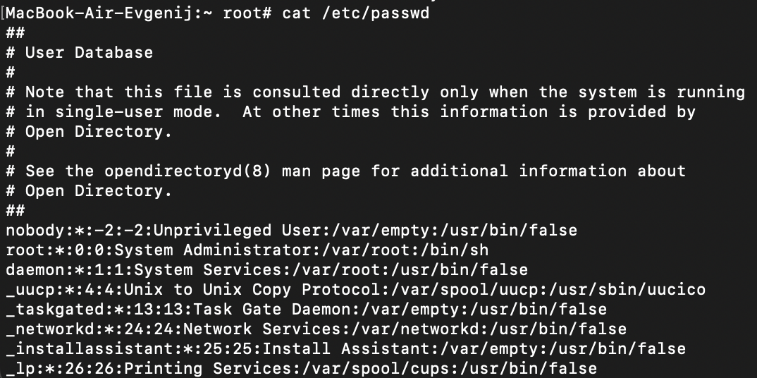 [MacBook-Air-Evgenij:~ root# cat /etc/passwd
##
# User Database
#
# Note that this file is consulted directly only when the system is running
# in single-user mode.  At other times this information is provided by
# Open Directory.
#
# See the opendirectoryd(8) man page for additional information about
# Open Directory.
##
nobody:*:-2:-2:Unprivileged User:/var/empty:/usr/bin/false
root:*:0:0:System Administrator:/var/root:/bin/sh
daemon:*:1:1:System Services:/var/root:/usr/bin/false
_uucp:*:4:4:Unix to Unix Copy Protocol:/var/spool/uucp:/usr/sbin/uucico
_taskgated:*:13:13:Task Gate Daemon:/var/empty:/usr/bin/false
_networkd:*:24:24:Network Services:/var/networkd:/usr/bin/false
_installassistant:*:25:25:Install Assistant:/var/empty:/usr/bin/false
_lp:*:26:26:Printing Services:/var/spool/cups:/usr/bin/false